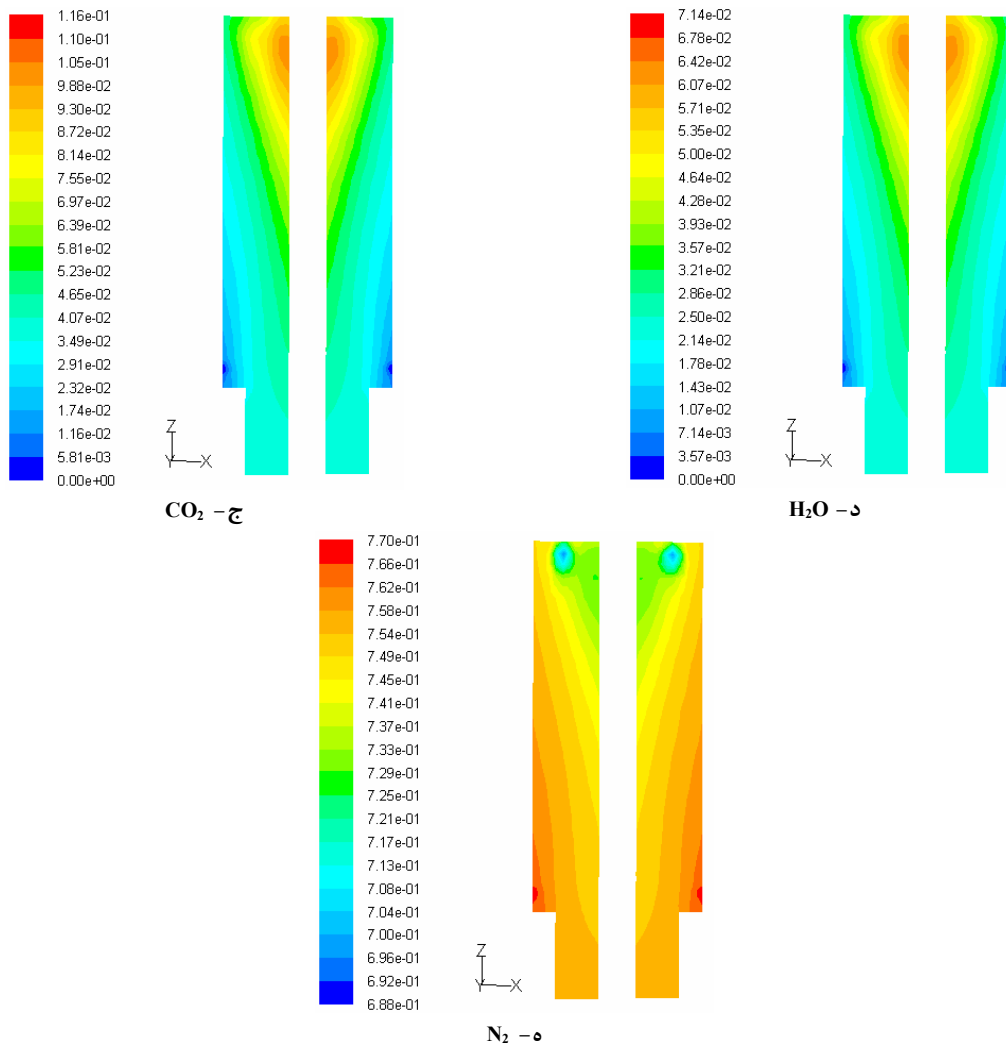 1.16e-01
1.10e-01
1.05e-01
9.88e-02
9.30e-02
8.72e-02
8.14e-02
7.55e-02
6.97e-02
6.39e-02
5.81e-02
5.23e-02
4.65e-02
4.07e-02
3.49e-02
2.91e-02
2.32e-02
1.74e-02
1.16e-02
5.81e-03
0.00e+00
Z
Y X
ج- CO₂
7.14e-02
6.78e-02
6.42e-02
6.07e-02
5.71e-02
5.35e-02
5.00e-02
4.64e-02
4.28e-02
3.93e-02
3.57e-02
3.21e-02
2.86e-02
2.50e-02
2.14e-02
1.78e-02
1.43e-02
1.07e-02
7.14e-03
3.57e-03
0.00e+00
Z
Y X
د- H₂O
7.70e-01
7.66e-01
7.62e-01
7.58e-01
7.54e-01
7.49e-01
7.45e-01
7.41e-01
7.37e-01
7.33e-01
7.29e-01
7.25e-01
7.21e-01
7.17e-01
7.13e-01
7.08e-01
7.04e-01
7.00e-01
6.96e-01
6.92e-01
6.88e-01
Z
Y X
ه- N₂